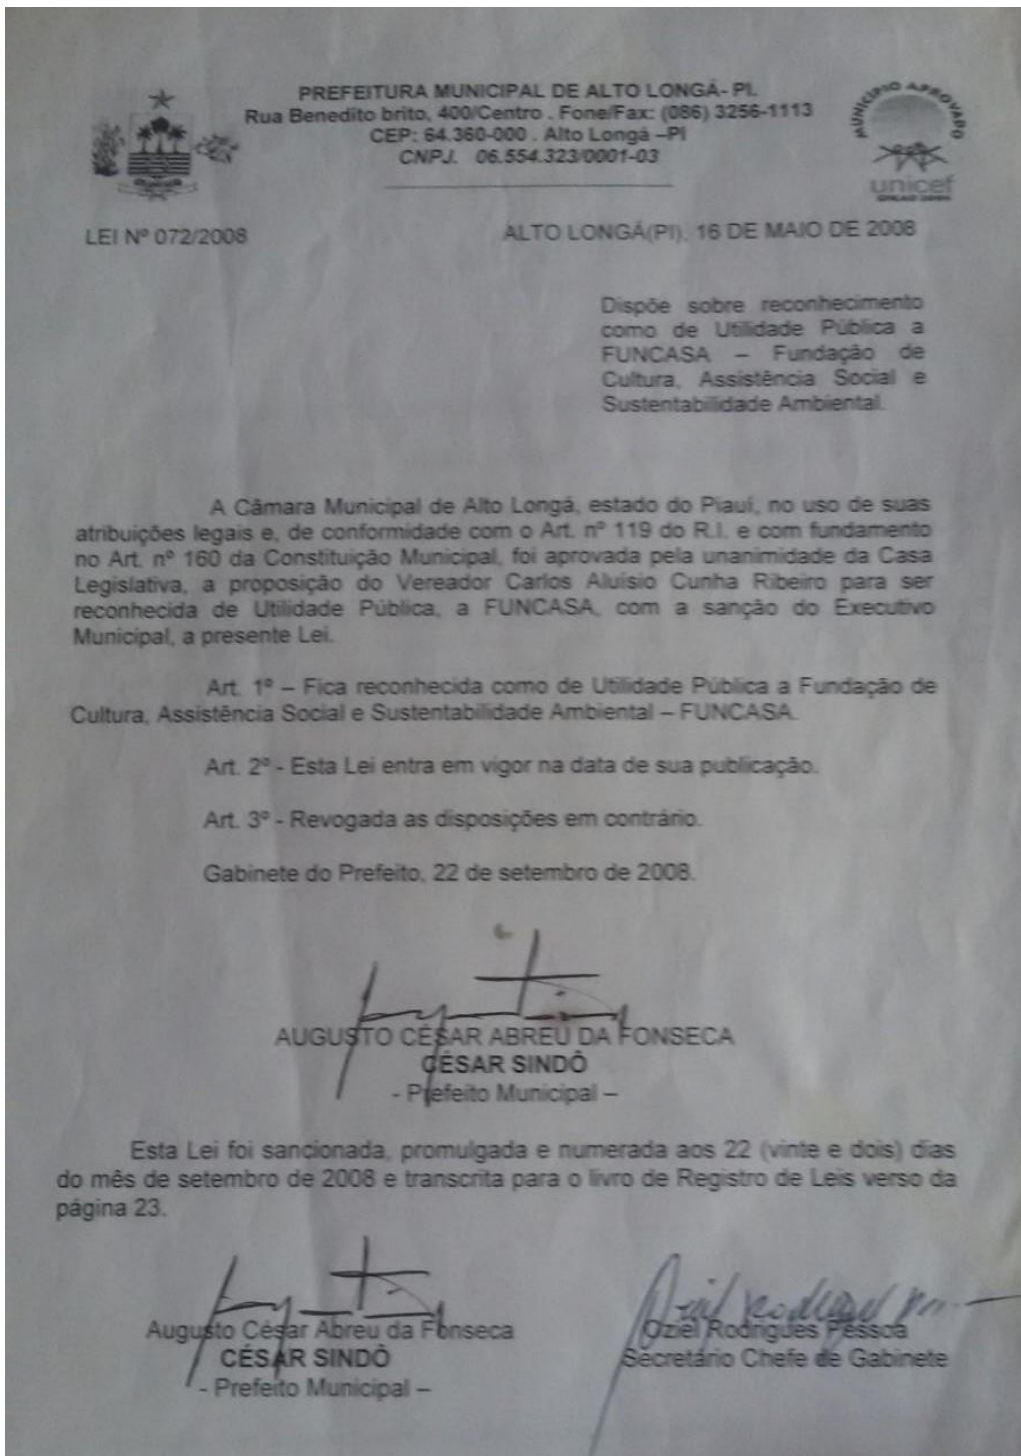 PREFEITURA MUNICIPAL DE ALTO LONGÁ- PI.
Rua Benedito brito, 400/Centro . Fone/Fax: (086) 3256-1113
CEP: 64.360-000 . Alto Longá –PI
CNPJ. 06.554.323/0001-03
MUNICÍPIO APROVADO
unicef
LEI Nº 072/2008
ALTO LONGÁ(PI), 16 DE MAIO DE 2008
Dispõe sobre reconhecimento
como de Utilidade Pública a
FUNCASA – Fundação de
Cultura, Assistência Social e
Sustentabilidade Ambiental.
A Câmara Municipal de Alto Longá, estado do Piauí, no uso de suas
atribuições legais e, de conformidade com o Art. nº 119 do R.I. e com fundamento
no Art. nº 160 da Constituição Municipal, foi aprovada pela unanimidade da Casa
Legislativa, a proposição do Vereador Carlos Aluísio Cunha Ribeiro para ser
reconhecida de Utilidade Pública, a FUNCASA, com a sanção do Executivo
Municipal, a presente Lei.
Art. 1º – Fica reconhecida como de Utilidade Pública a Fundação de
Cultura, Assistência Social e Sustentabilidade Ambiental – FUNCASA.
Art. 2º - Esta Lei entra em vigor na data de sua publicação.
Art. 3º - Revogada as disposições em contrário.
Gabinete do Prefeito, 22 de setembro de 2008.
AUGUSTO CÉSAR ABREU DA FONSECA
CÉSAR SINDÔ
- Prefeito Municipal –
Esta Lei foi sancionada, promulgada e numerada aos 22 (vinte e dois) dias
do mês de setembro de 2008 e transcrita para o livro de Registro de Leis verso da
página 23.
Augusto César Abreu da Fonseca
CÉSAR SINDÔ
- Prefeito Municipal –
Oziel Rodrigues Pessoa
Secretário Chefe de Gabinete